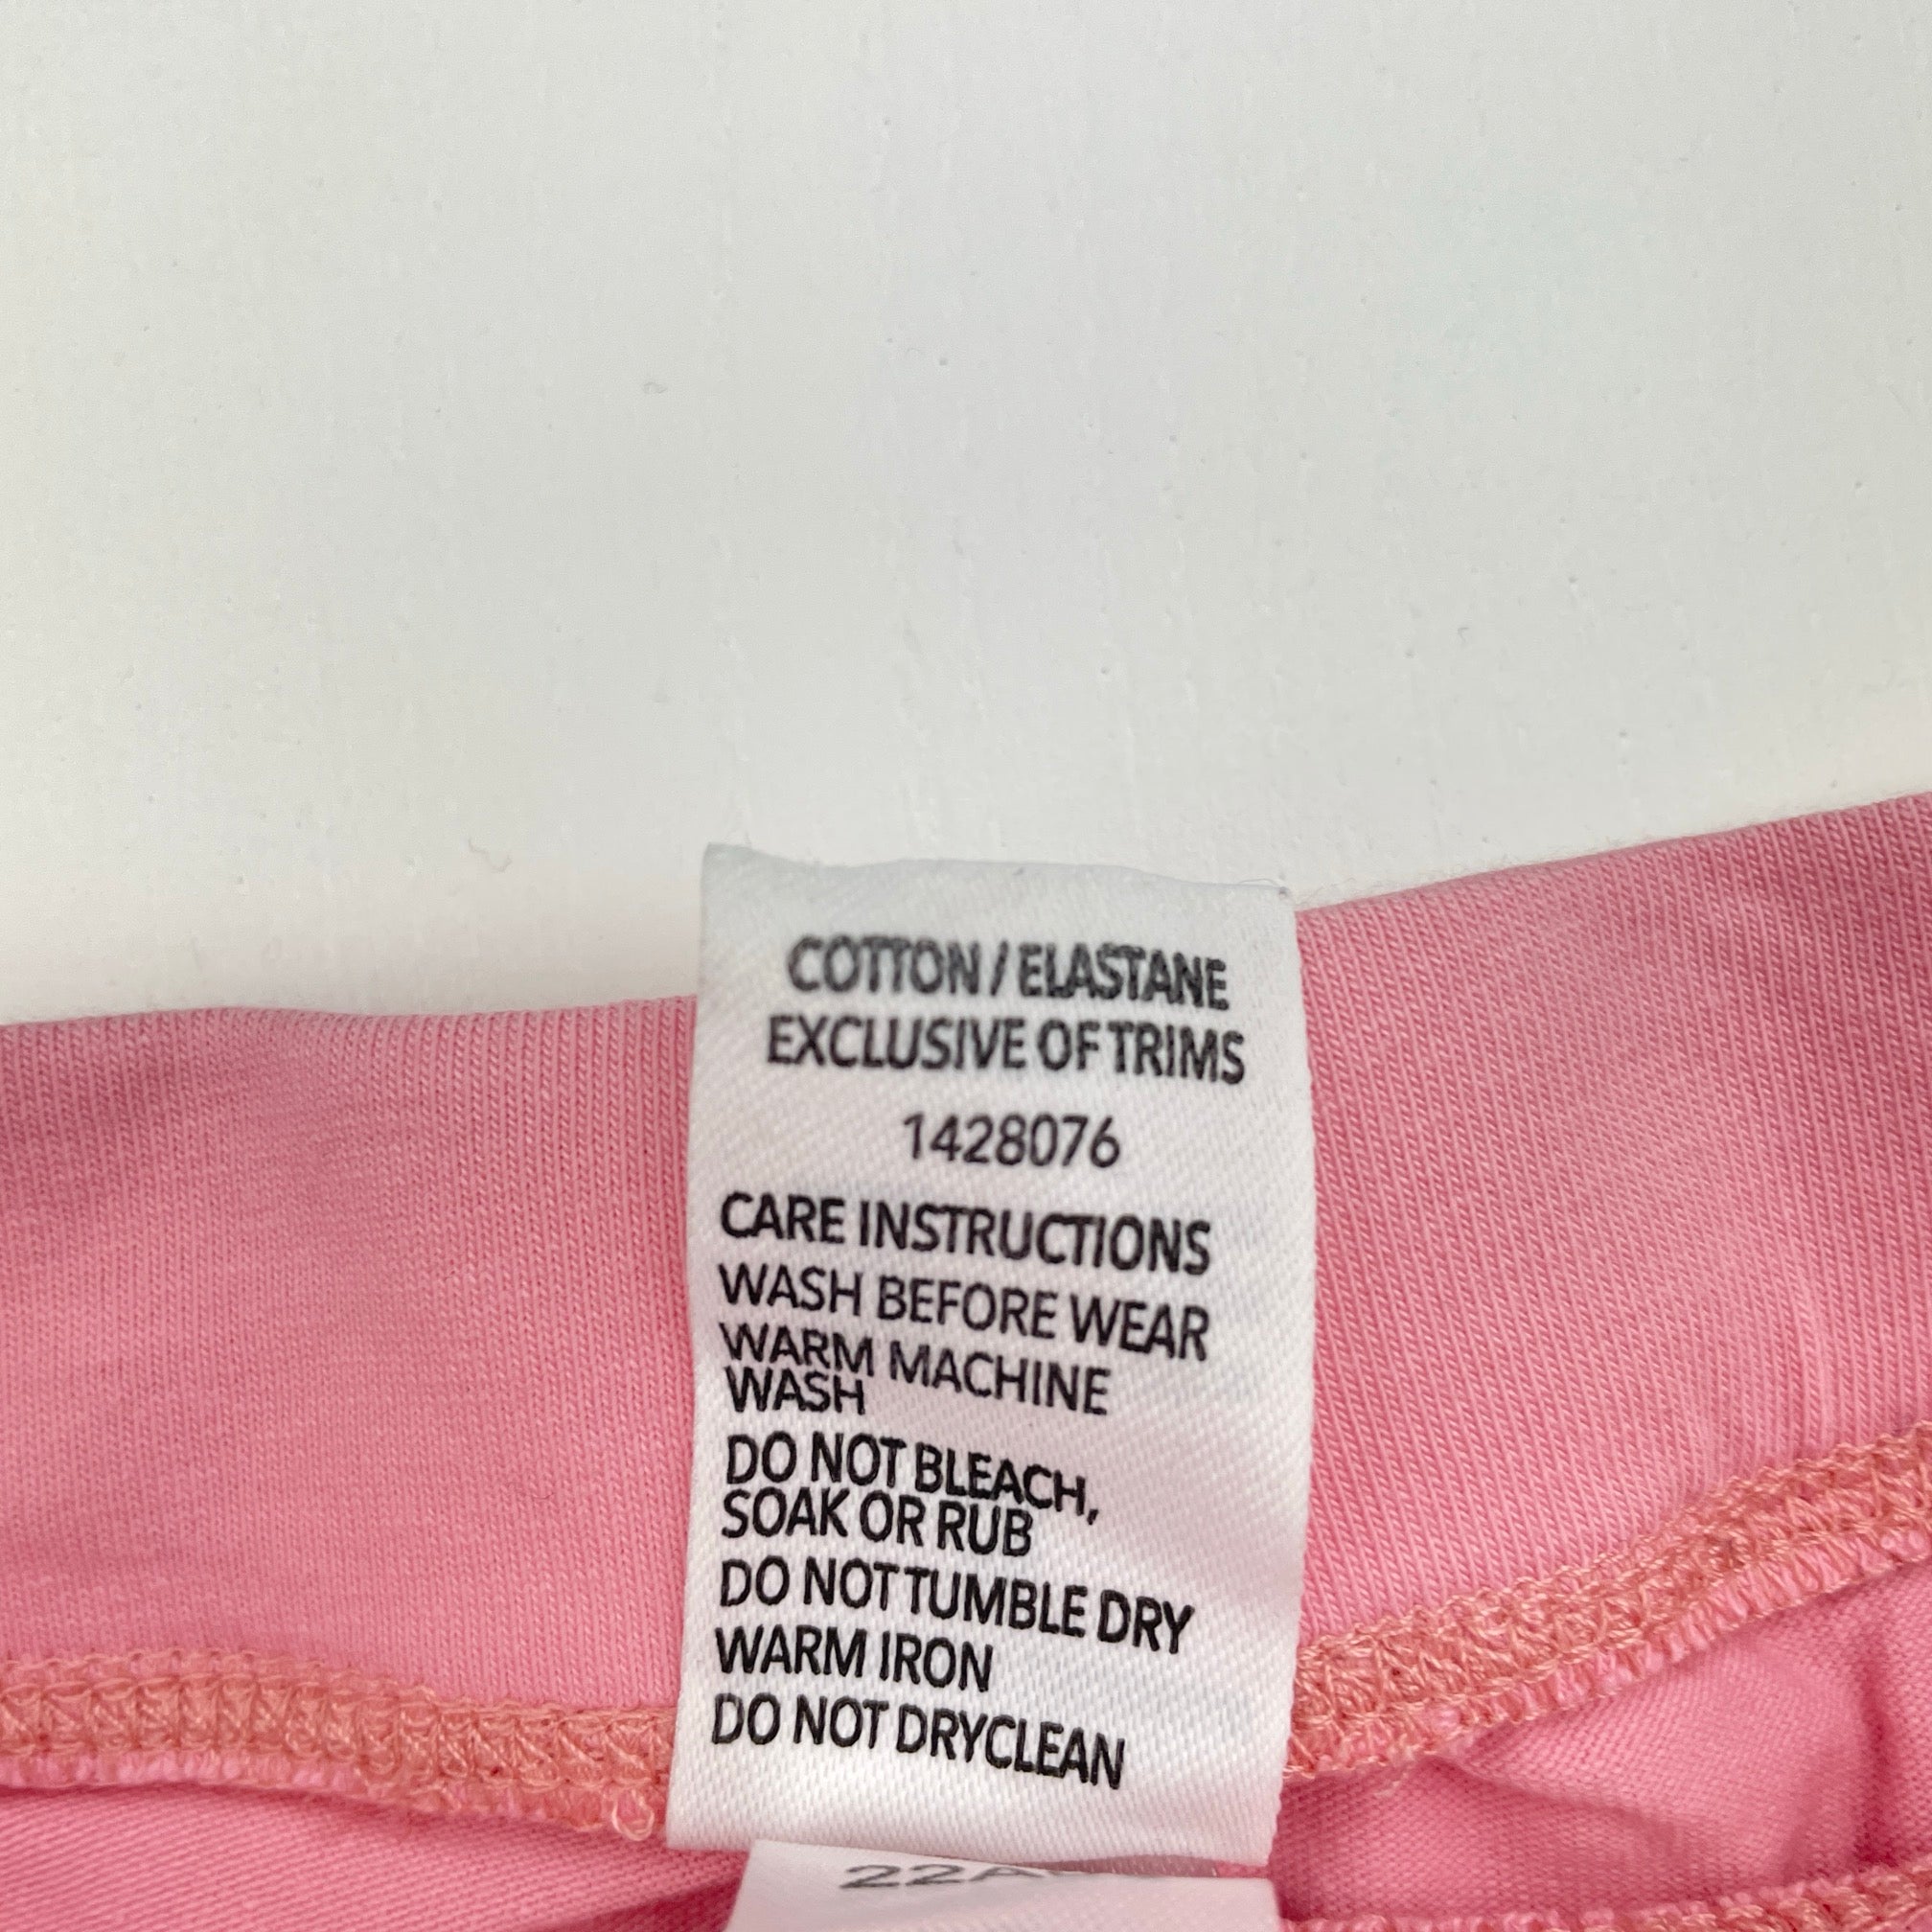 COTTON / ELASTANE
EXCLUSIVE OF TRIMS
1428076
CARE INSTRUCTIONS
WASH BEFORE WEAR
WARM MACHINE
WASH
DO NOT BLEACH,
SOAK OR RUB
DO NOT TUMBLE DRY
WARM IRON
DO NOT DRYCLEAN